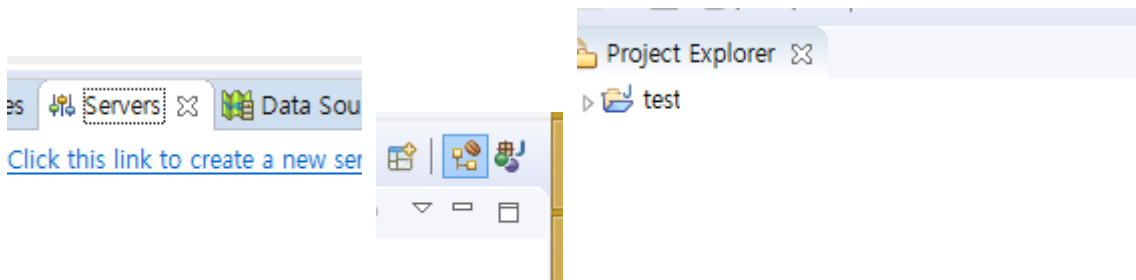 Project Explorer
test
es Servers Data Sou
Click this link to create a new ser